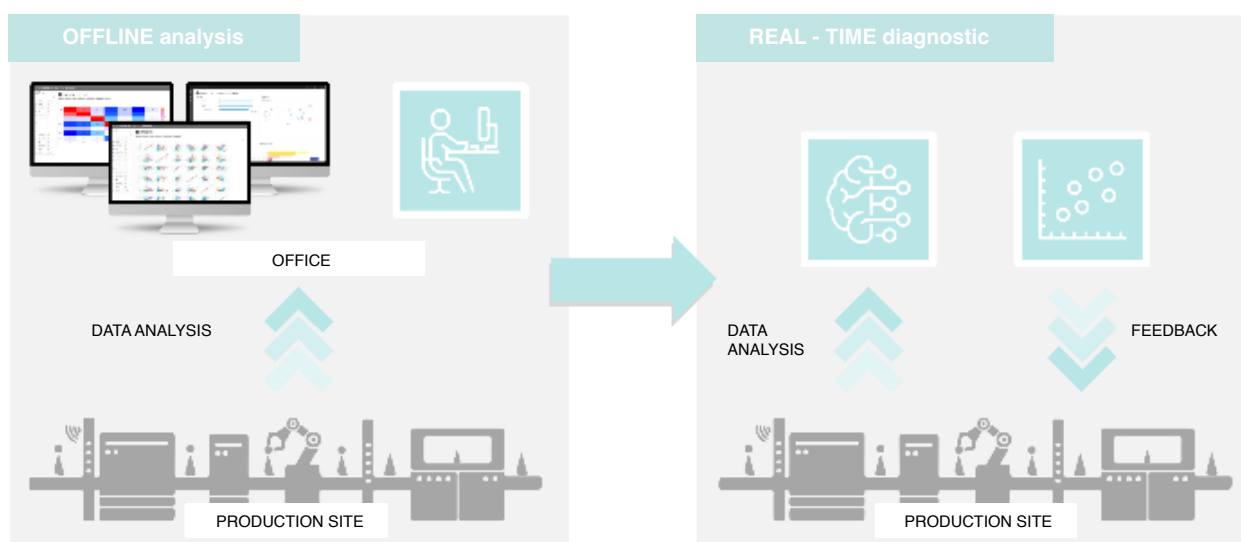 OFFLINE analysis
OFFICE
DATA ANALYSIS
PRODUCTION SITE
REAL - TIME diagnostic
DATA
ANALYSIS
FEEDBACK
PRODUCTION SITE